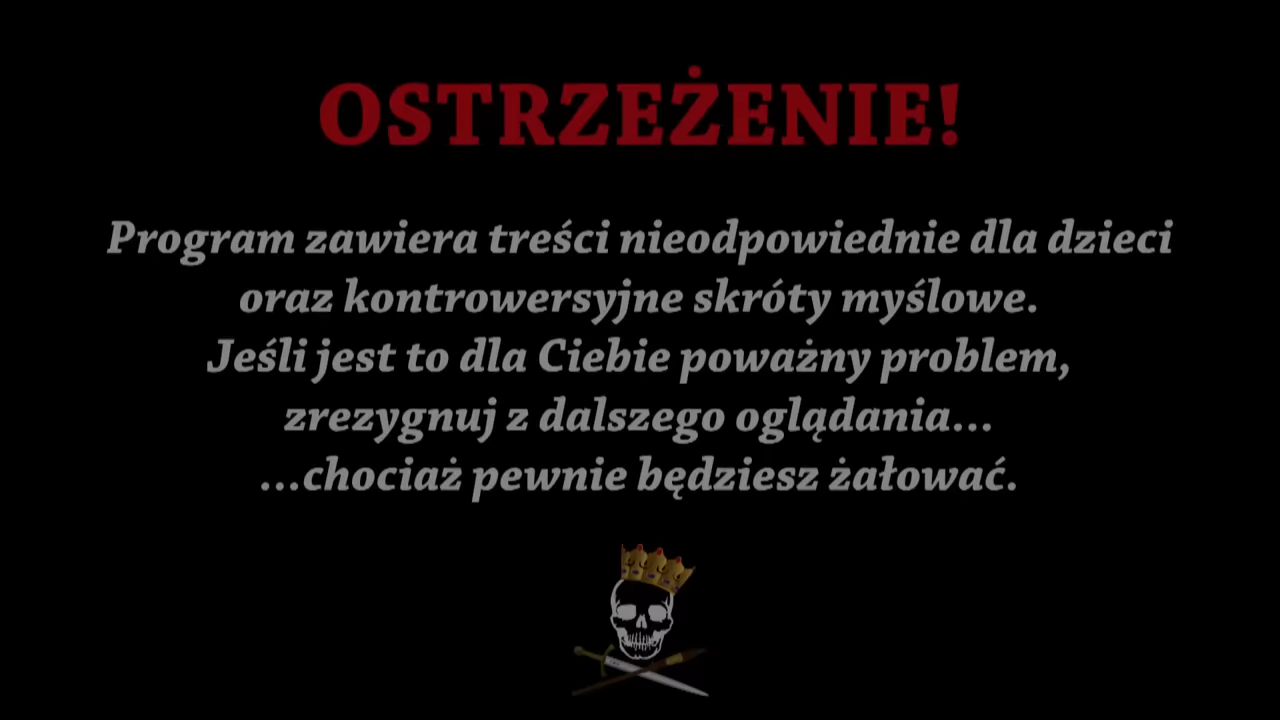 OSTRZEŻENIE!
Program zawiera treści nieodpowiednie dla dzieci
oraz kontrowersyjne skróty myślowe.
Jeśli jest to dla Ciebie poważny problem,
zrezygnuj z dalszego oglądania...
...chociaż pewnie będziesz żałować.